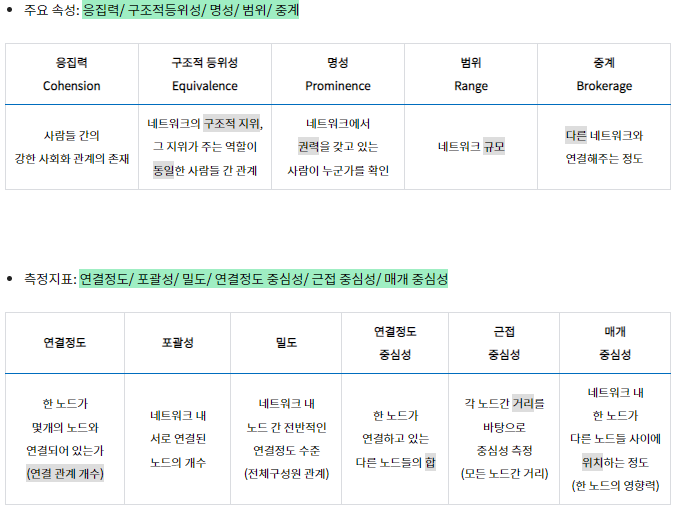 • 주요 속성: 응집력/ 구조적등위성/ 명성/ 범위/ 중계
응집력
Cohension
구조적 등위성
Equivalence
명성
Prominence
범위
Range
중계
Brokerage
사람들 간의
강한 사회화 관계의 존재
네트워크의 구조적 지위,
그 지위가 주는 역할이
동일한 사람들 간 관계
네트워크에서
권력을 갖고 있는
사람이 누군가를 확인
네트워크 규모
다른 네트워크와
연결해주는 정도
• 측정지표: 연결정도/ 포괄성/ 밀도/ 연결정도 중심성/ 근접 중심성/ 매개 중심성
연결정도
포괄성
밀도
연결정도
중심성
근접
중심성
매개
중심성
한 노드가
몇개의 노드와
연결되어 있는가
(연결 관계 개수)
네트워크 내
서로 연결된
노드의 개수
네트워크 내
노드 간 전반적인
연결정도 수준
(전체구성원 관계)
한 노드가
연결하고 있는
다른 노드들의 합
각 노드간 거리를
바탕으로
중심성 측정
(모든 노드간 거리)
네트워크 내
한 노드가
다른 노드들 사이에
위치하는 정도
(한 노드의 영향력)